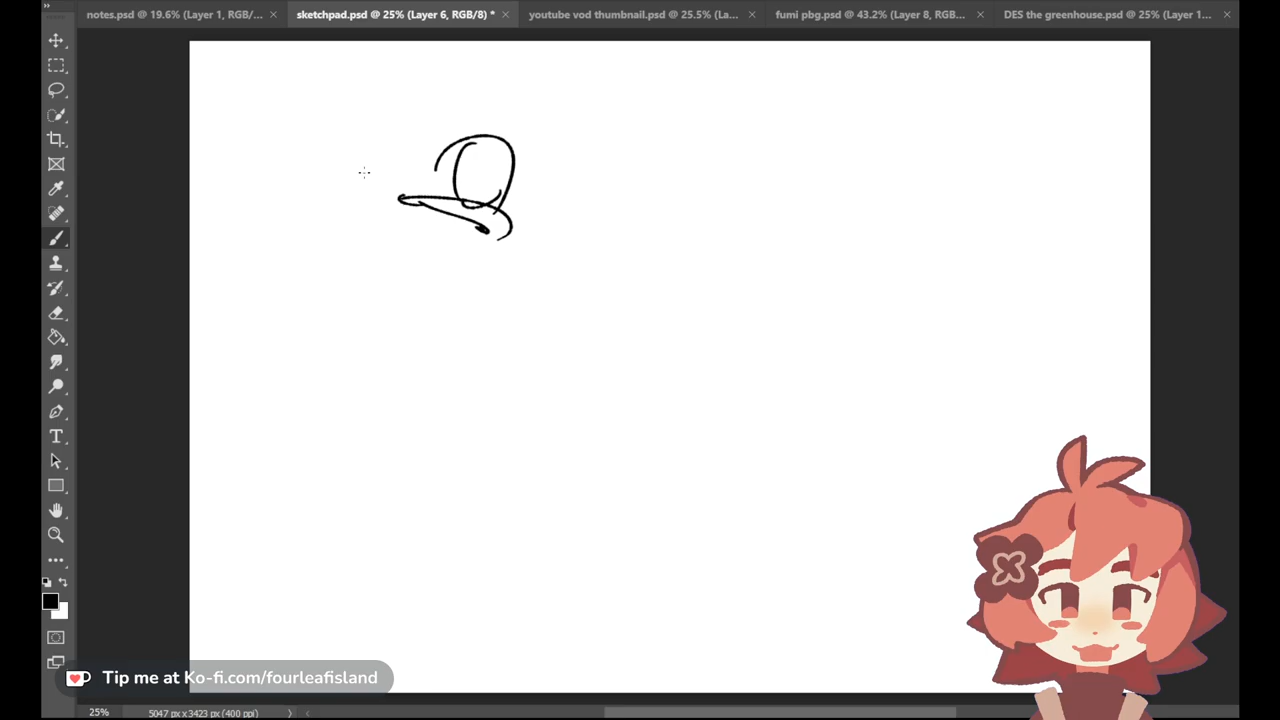 notes.psd @ 19.6% (Layer 1, RGB/...
sketchpad.psd @ 25% (Layer 6, RGB/8) *
youtube vod thumbnail.psd @ 25.5% (La...
fumi pbg.psd @ 43.2% (Layer 8, RGB...
DES the greenhouse.psd @ 25% (Layer 1...
Tip me at Ko-fi.com/fourleafisland
25%
5047 px x 3423 px (400 ppi)